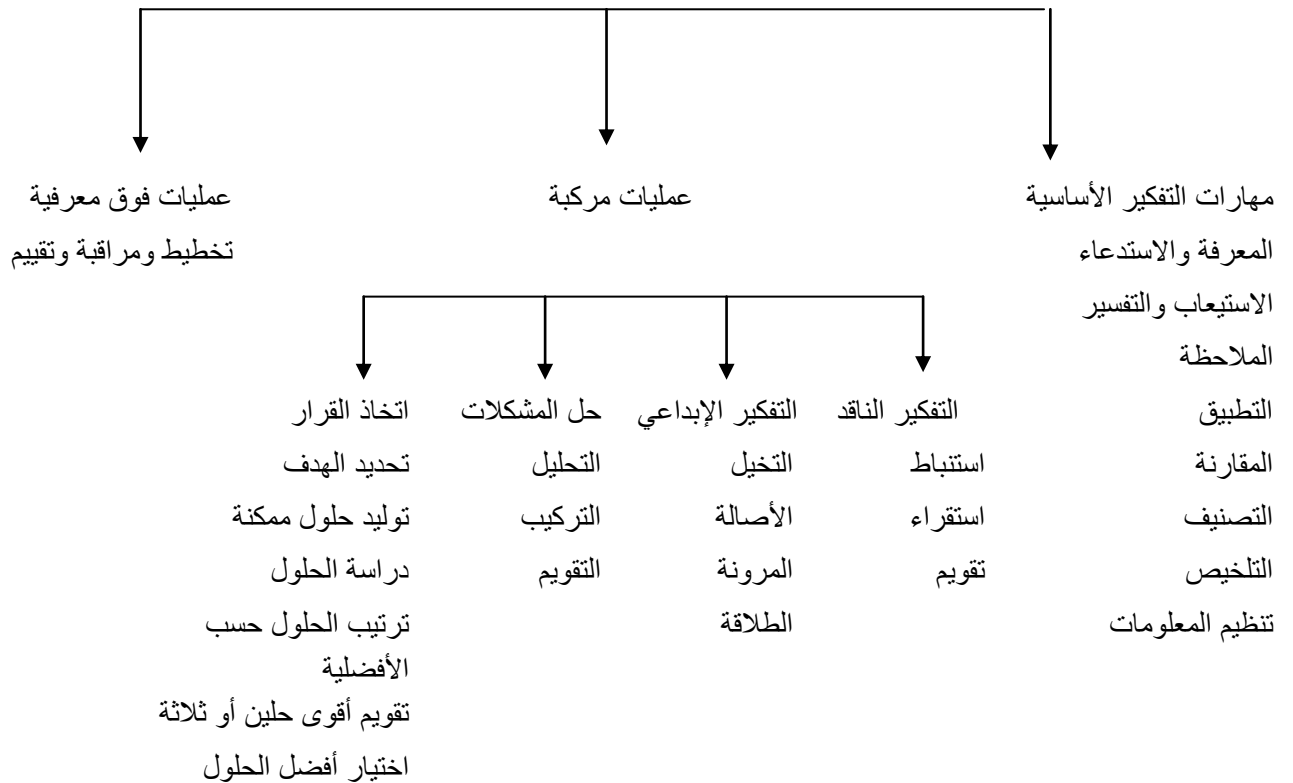 مهارات التفكير الأساسية
المعرفة والاستدعاء
الاستيعاب والتفسير
الملاحظة
التطبيق
المقارنة
التصنيف
التلخيص
تنظيم المعلومات
عمليات مركبة
التفكير الناقد
استنباط
استقراء
تقويم
التفكير الإبداعي
التخيل
الأصالة
المرونة
الطلاقة
حل المشكلات
التحليل
التركيب
التقويم
اتخاذ القرار
تحديد الهدف
توليد حلول ممكنة
دراسة الحلول
ترتيب الحلول حسب
الأفضلية
تقويم أقوى حلين أو ثلاثة
اختيار أفضل الحلول
عمليات فوق معرفية
تخطيط ومراقبة وتقييم